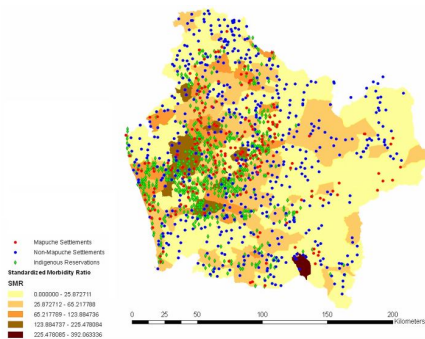 Mapuche Settlements
Non-Mapuche Settlements
Indigenous Reservations
Standardized Morbidity Ratio
SMR
0.000000 - 25.872711
25.872712 - 65.217788
65.217789 - 123.884736
123.884737 - 225.478084
225.478085 - 392.063336
0 50 100 150 200
Kilometers